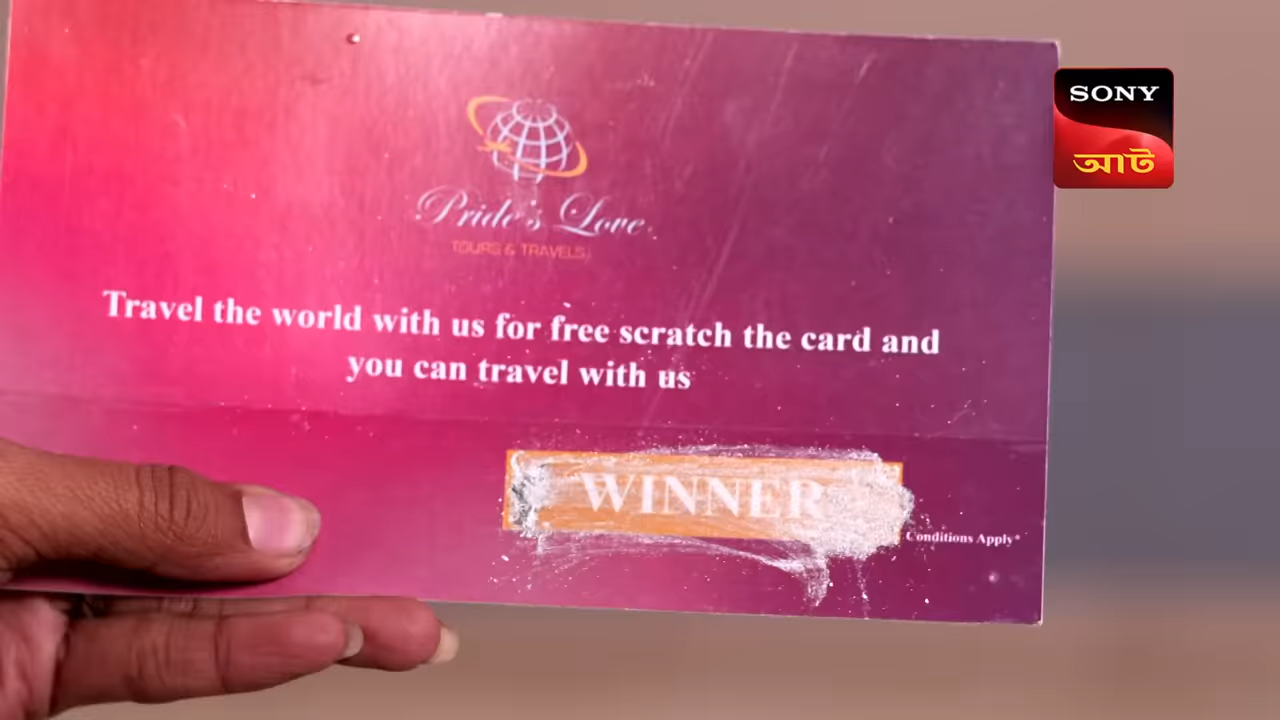 SONY
আট
Pride's Love
TOURS & TRAVELS
Travel the world with us for free scratch the card and
you can travel with us
WINNER
Conditions Apply*